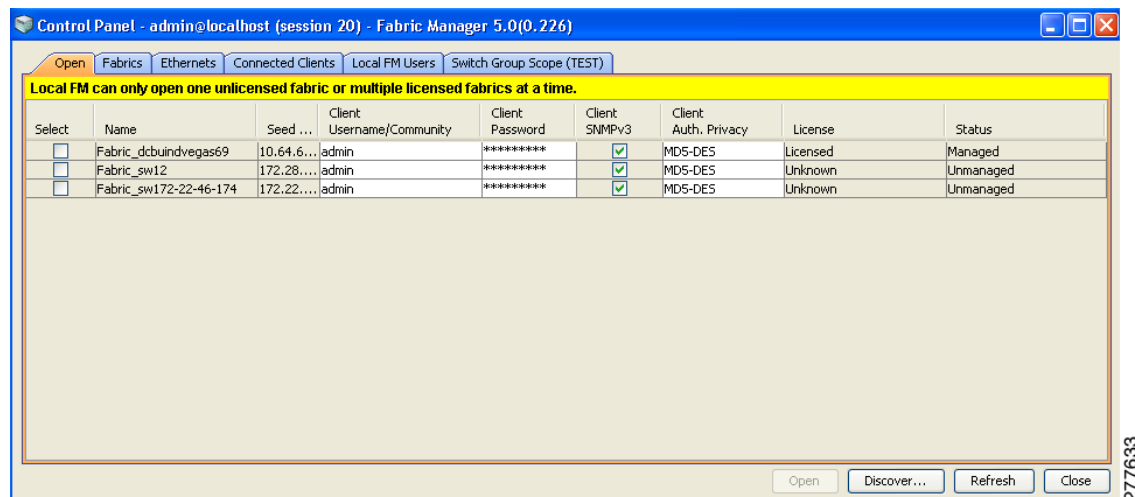 Control Panel - admin@localhost (session 20) - Fabric Manager 5.0(0.226)
Open Fabrics Ethernets Connected Clients Local FM Users Switch Group Scope (TEST)
Local FM can only open one unlicensed fabric or multiple licensed fabrics at a time.
Client Client Client Client
Select Name Seed ... Username/Community Password SNMPv3 Auth. Privacy License Status
Fabric_dcbuindvegas69 10.64.6... admin ********* MD5-DES Licensed Managed
Fabric_sw12 172.28.... admin ********* MD5-DES Unknown Unmanaged
Fabric_sw172-22-46-174 172.22.... admin ********* MD5-DES Unknown Unmanaged
Open Discover... Refresh Close
277633